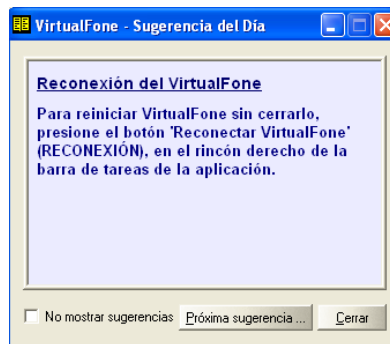 VirtualFone - Sugerencia del Día
Reconexión del VirtualFone
Para reiniciar VirtualFone sin cerrarlo,
presione el botón 'Reconectar VirtualFone'
(RECONEXIÓN), en el rincón derecho de la
barra de tareas de la aplicación.
No mostrar sugerencias Próxima sugerencia ... Cerrar